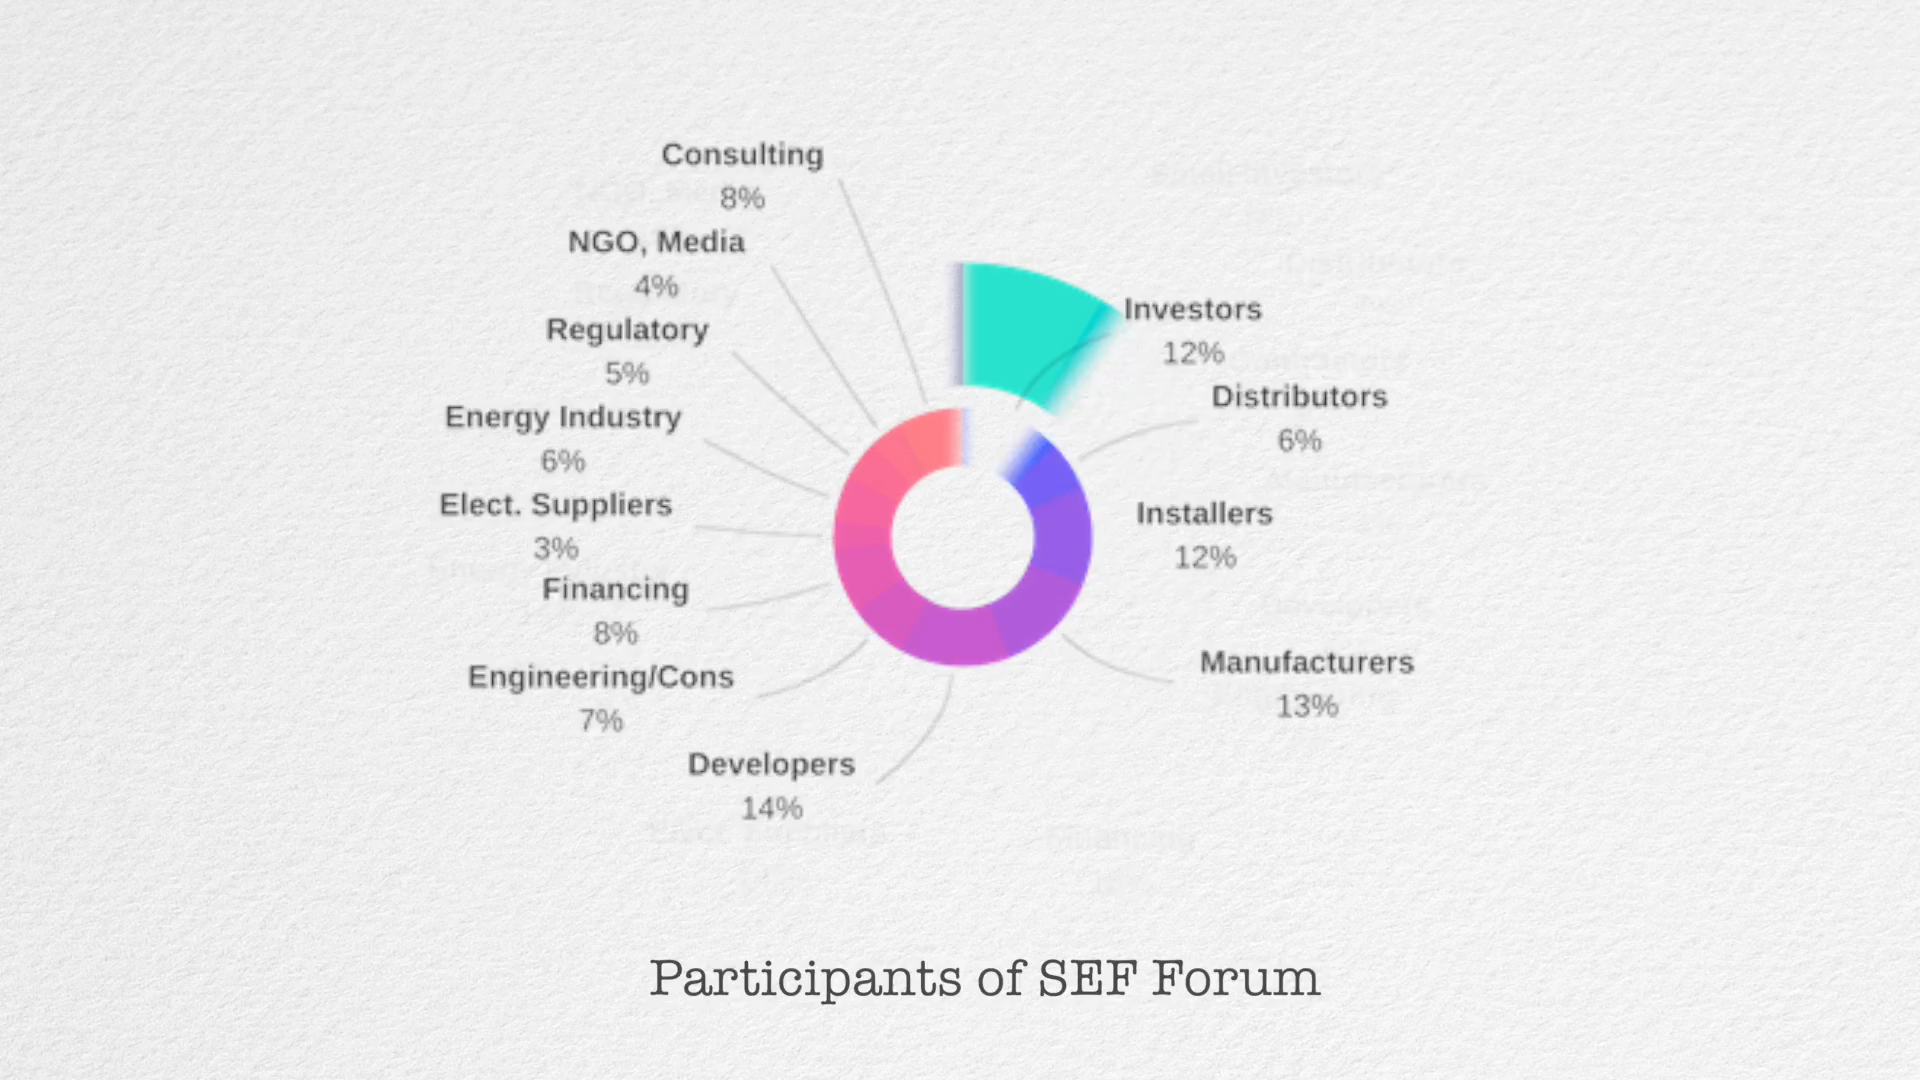 Consulting
8%
NGO, Media
4%
Regulatory
5%
Energy Industry
6%
Elect. Suppliers
3%
Financing
8%
Engineering/Cons
7%
Developers
14%
Investors
12%
Distributors
6%
Installers
12%
Manufacturers
13%
Participants of SEF Forum